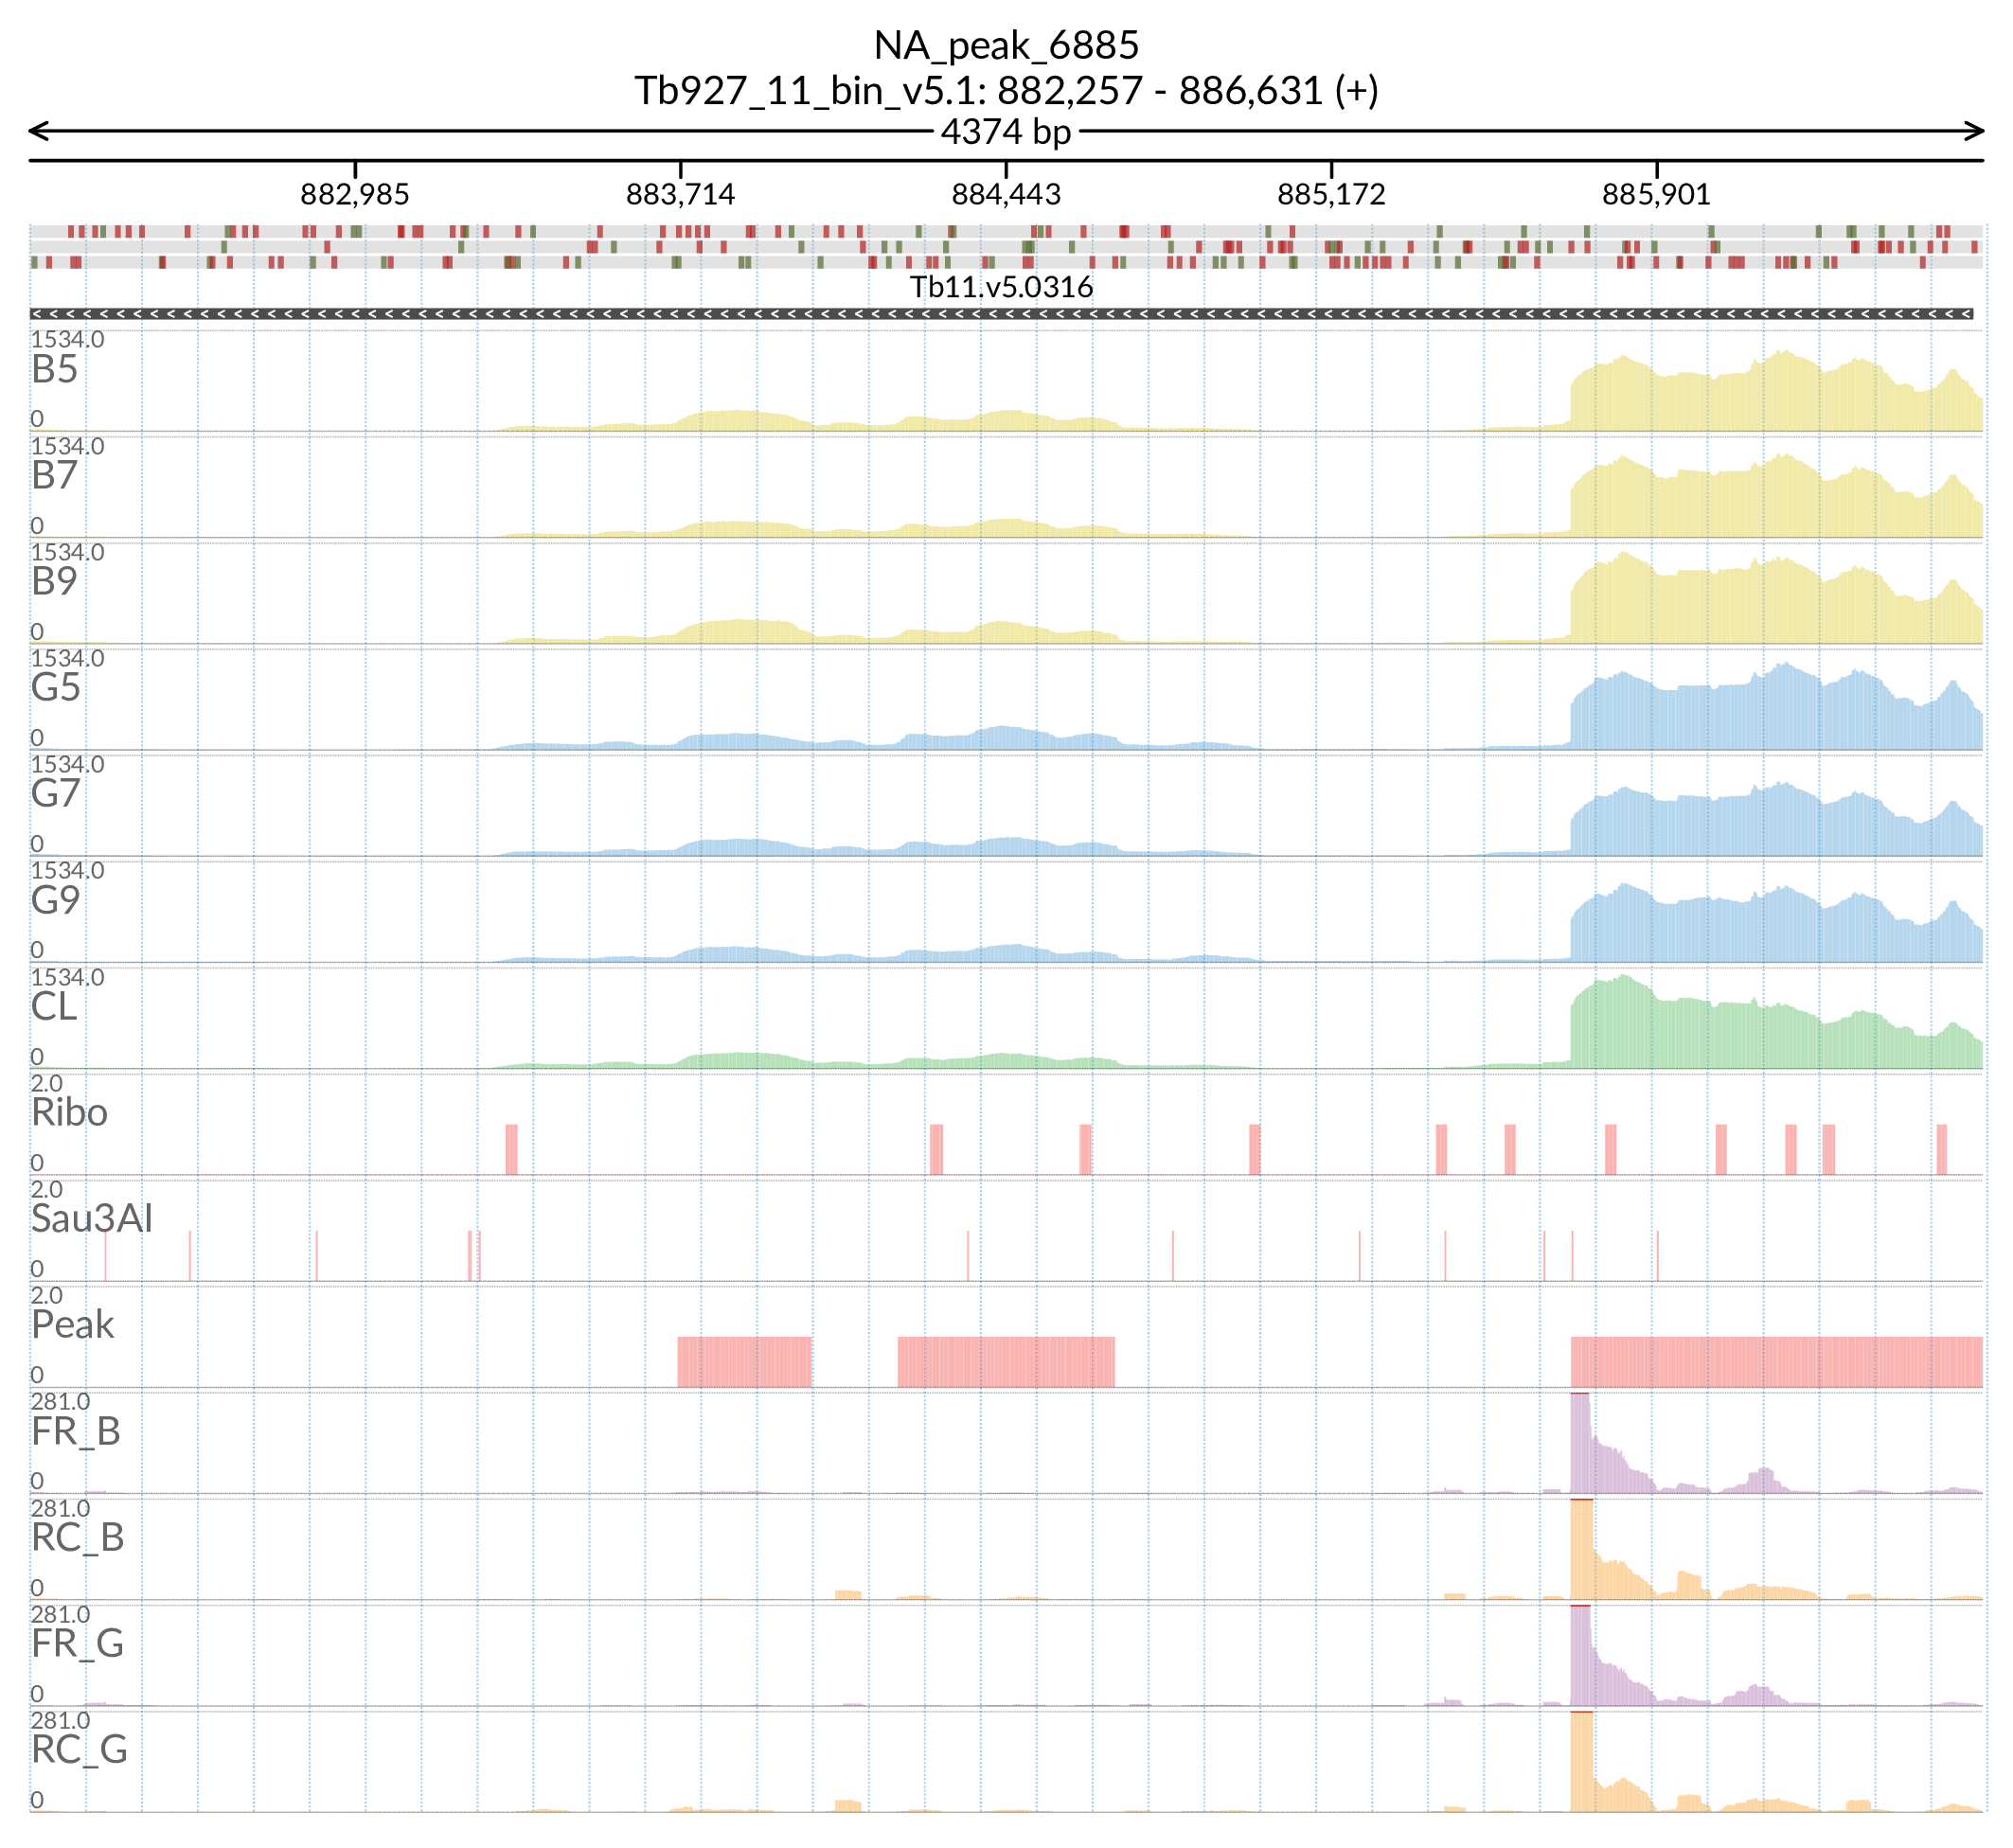 NA_peak_6885
Tb927_11_bin_v5.1: 882,257 - 886,631 (+)
4374 bp
882,985 883,714 884,443 885,172 885,901
Tb11.v5.0316
1534.0
B5
0
1534.0
B7
0
1534.0
B9
0
1534.0
G5
0
1534.0
G7
0
1534.0
G9
0
1534.0
CL
0
2.0
Ribo
0
2.0
Sau3AI
0
2.0
Peak
0
281.0
FR_B
0
281.0
RC_B
0
281.0
FR_G
0
281.0
RC_G
0